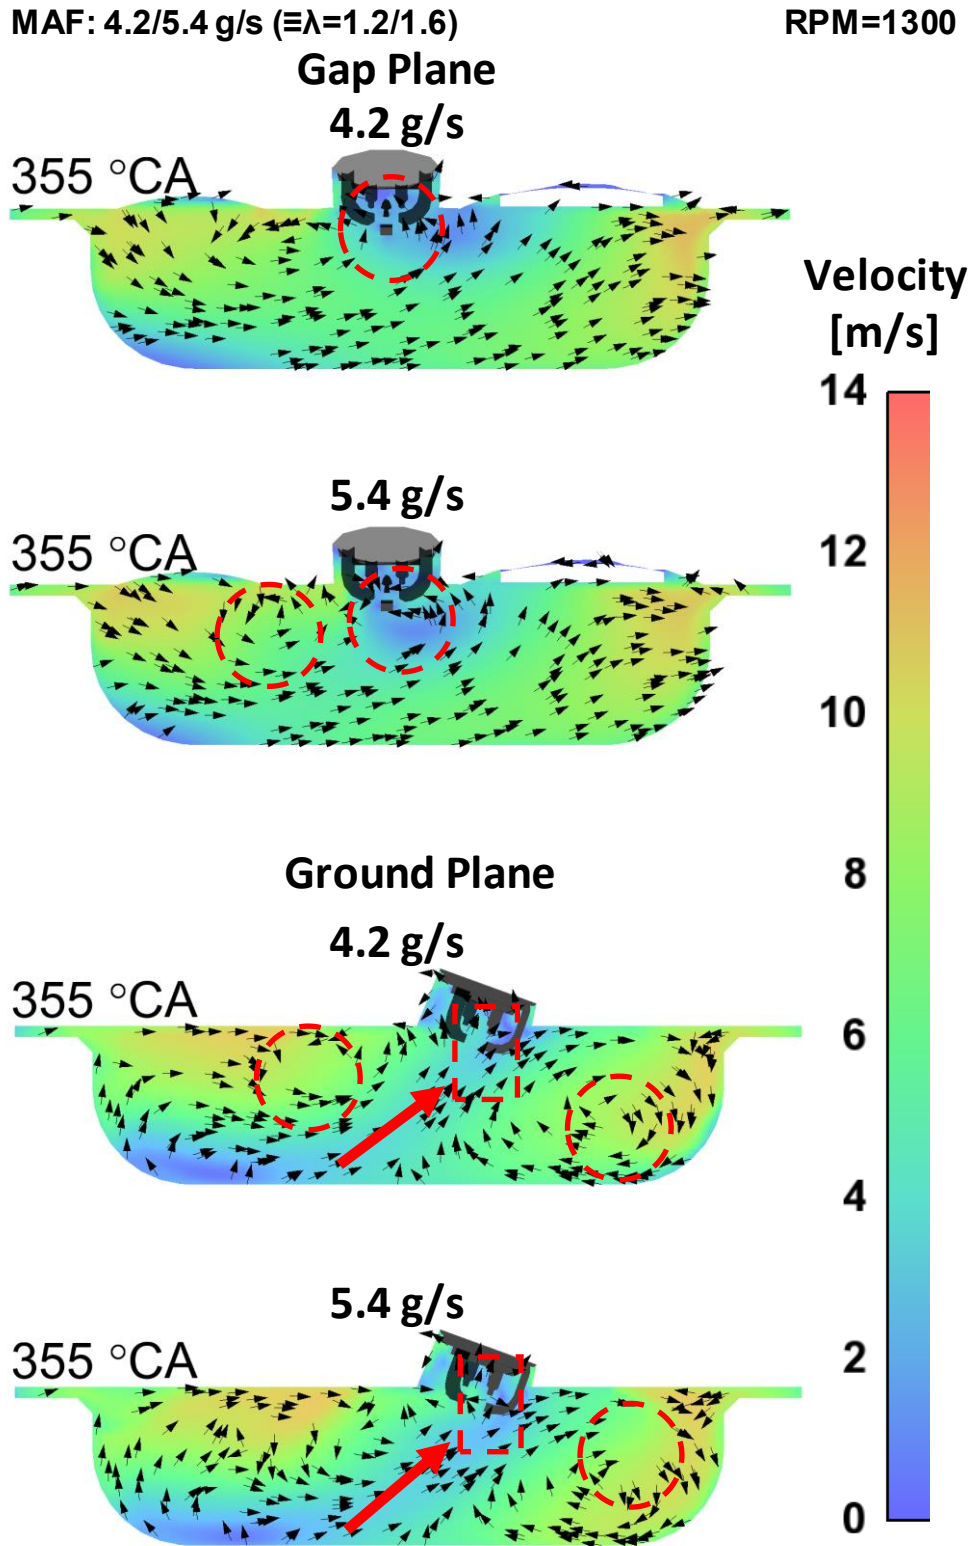 MAF: 4.2/5.4 g/s (≡λ=1.2/1.6) RPM=1300
Gap Plane
4.2 g/s
355 °CA
Velocity
[m/s]
14
5.4 g/s
355 °CA
12
10
Ground Plane
8
4.2 g/s
355 °CA
6
4
5.4 g/s
355 °CA
2
0